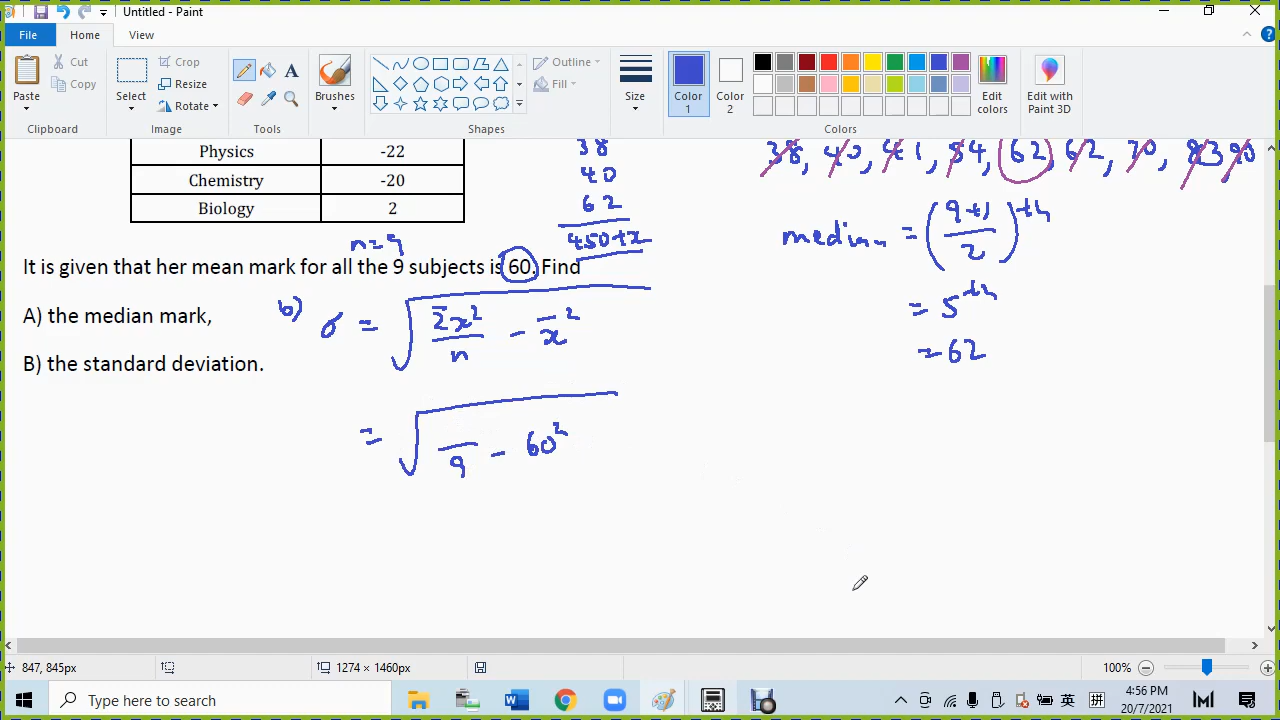 Untitled - Paint
File Home View
Paste Cut Copy Clipboard
Select Crop Resize Rotate Image
Tools
Brushes
Outline Fill Shapes
Size
Color 1 Color 2 Edit colors Colors
Edit with Paint 3D
38
38, 40, 41, 54, 62, 62, 70, 83, 90
Physics -22
40
Chemistry -20
62
Biology 2
450+x
n=9
median = (9+1/2)th
It is given that her mean mark for all the 9 subjects is 60. Find
= 5th
A) the median mark,
b) σ = √Σx²/n - x̄²
= 62
B) the standard deviation.
= √ /9 - 60²
847, 845px
1274 × 1460px
100%
Type here to search
英 拼
4:56 PM
20/7/2021